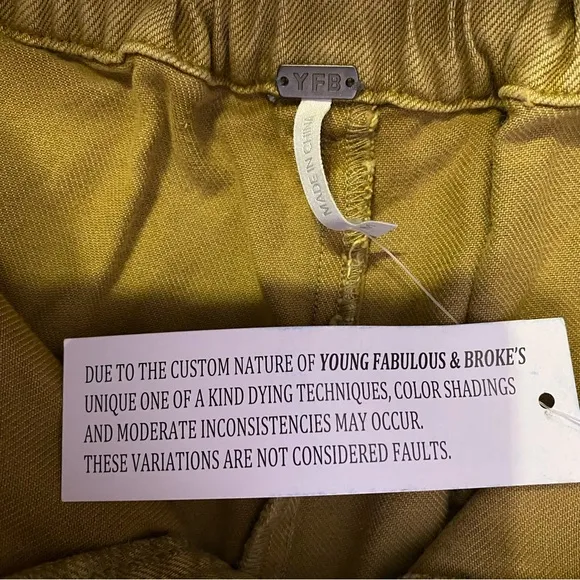 YFB
MADE IN CHINA
DUE TO THE CUSTOM NATURE OF YOUNG FABULOUS & BROKE'S
UNIQUE ONE OF A KIND DYING TECHNIQUES, COLOR SHADINGS
AND MODERATE INCONSISTENCIES MAY OCCUR.
THESE VARIATIONS ARE NOT CONSIDERED FAULTS.